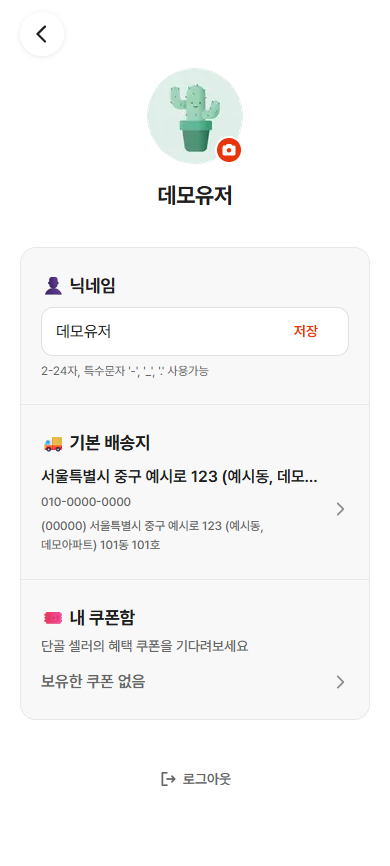 데모유저
닉네임
데모유저 저장
2-24자, 특수문자 '-', '_', '.' 사용가능
기본 배송지
서울특별시 중구 예시로 123 (예시동, 데모...
010-0000-0000
(00000) 서울특별시 중구 예시로 123 (예시동,
데모아파트) 101동 101호
내 쿠폰함
단골 셀러의 혜택 쿠폰을 기다려보세요
보유한 쿠폰 없음
로그아웃